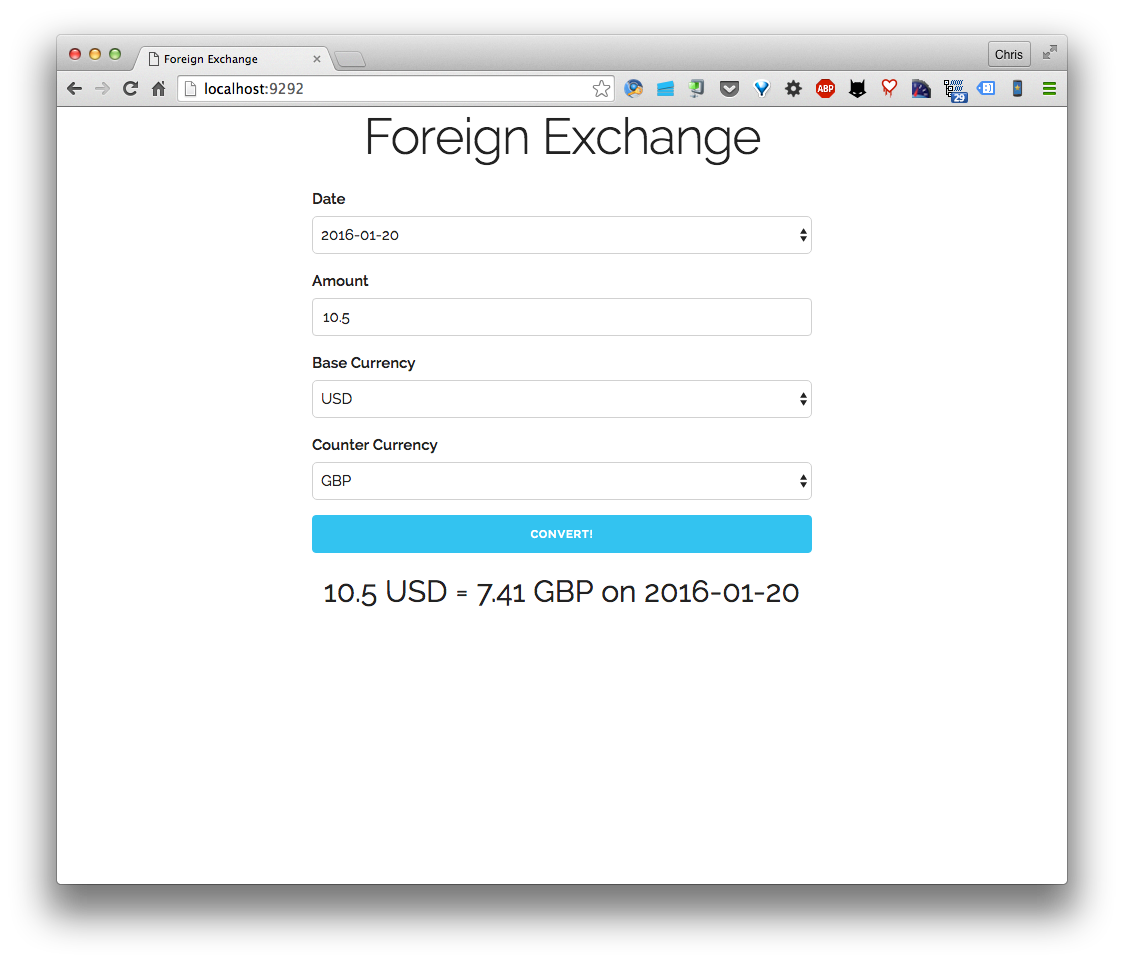 Foreign Exchange
Chris
localhost:9292
ABP
29
Foreign Exchange
Date
2016-01-20
Amount
10.5
Base Currency
USD
Counter Currency
GBP
CONVERT!
10.5 USD = 7.41 GBP on 2016-01-20